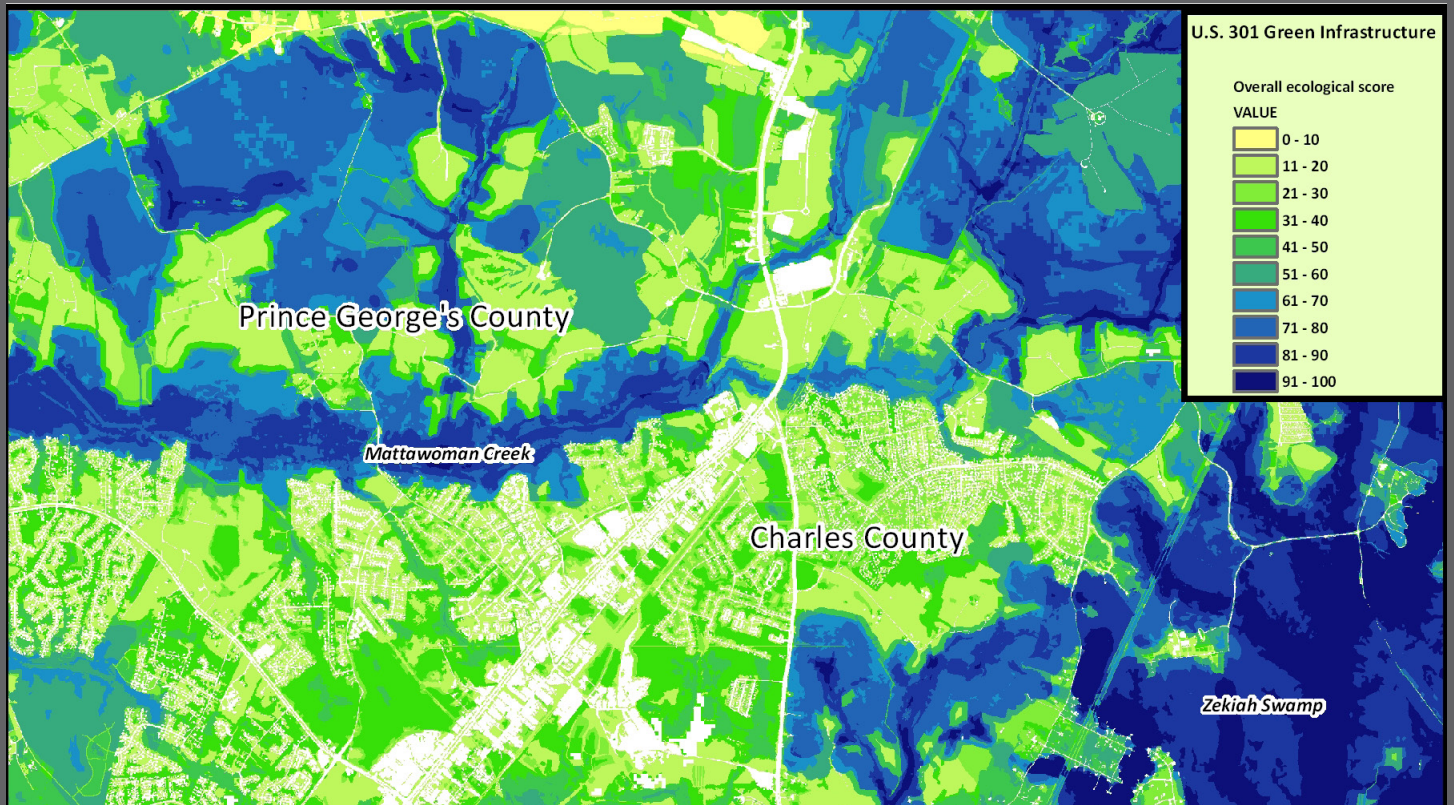 U.S. 301 Green Infrastructure
Overall ecological score
VALUE
0 - 10
11 - 20
21 - 30
31 - 40
41 - 50
51 - 60
61 - 70
71 - 80
81 - 90
91 - 100
Prince George's County
Mattawoman Creek
Charles County
Zekiah Swamp